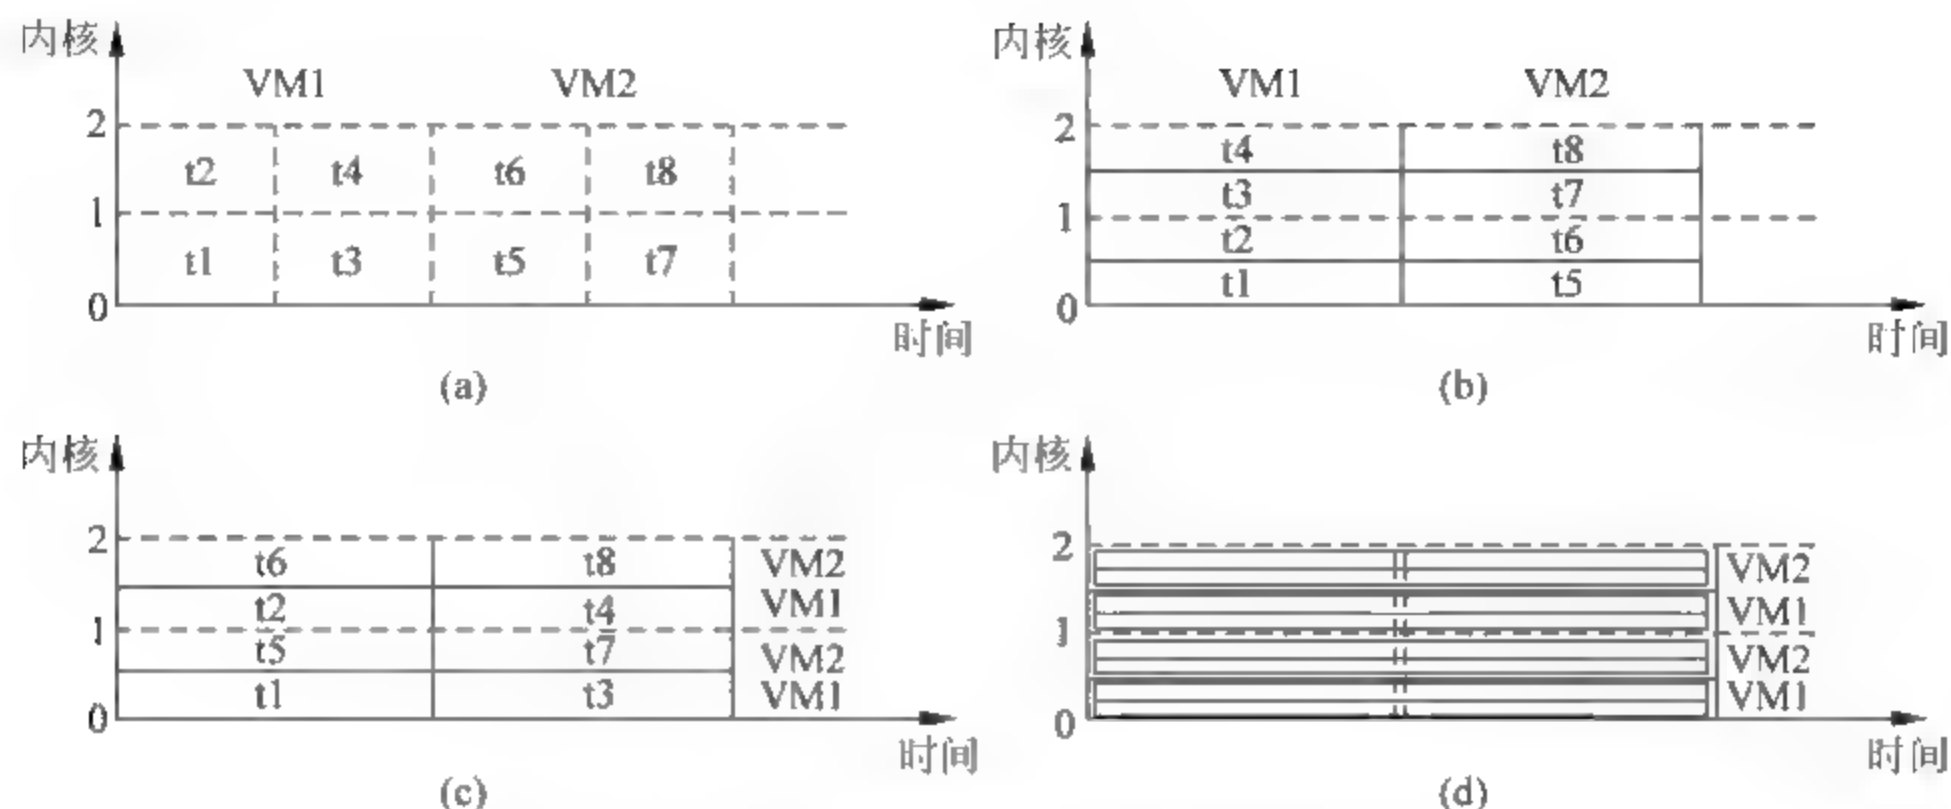 内核
VM1 VM2
2
t2 t4 t6 t8
1
t1 t3 t5 t7
0
时间
(a)
内核
VM1 VM2
2
t4 t8
t3 t7
1
t2 t6
t1 t5
0
时间
(b)
内核
2
t6 t8 VM2
t2 t4 VM1
1
t5 t7 VM2
t1 t3 VM1
0
时间
(c)
内核
2
VM2
VM1
1
VM2
VM1
0
时间
(d)